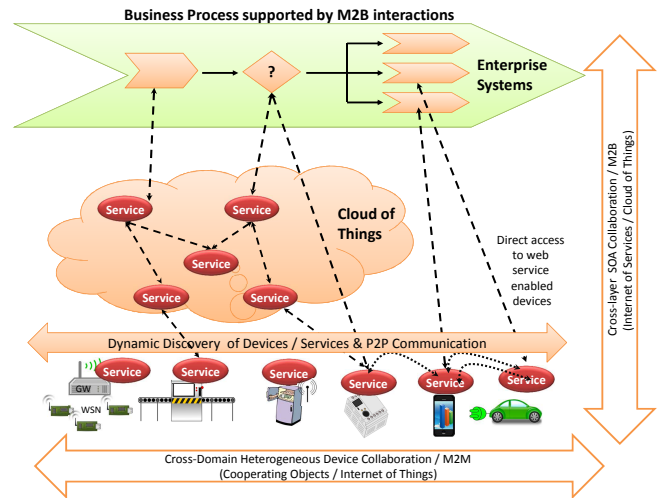 Business Process supported by M2B interactions
?
Enterprise
Systems
Service
Service
Cloud of
Things
Service
Service
Service
Direct access
to web
service
enabled
devices
Cross-layer SOA Collaboration / M2B
(Internet of Services / Cloud of Things)
Dynamic Discovery of Devices / Services & P2P Communication
Service
Service
Service
Service
Service
Service
GW
WSN
Cross-Domain Heterogeneous Device Collaboration / M2M
(Cooperating Objects / Internet of Things)